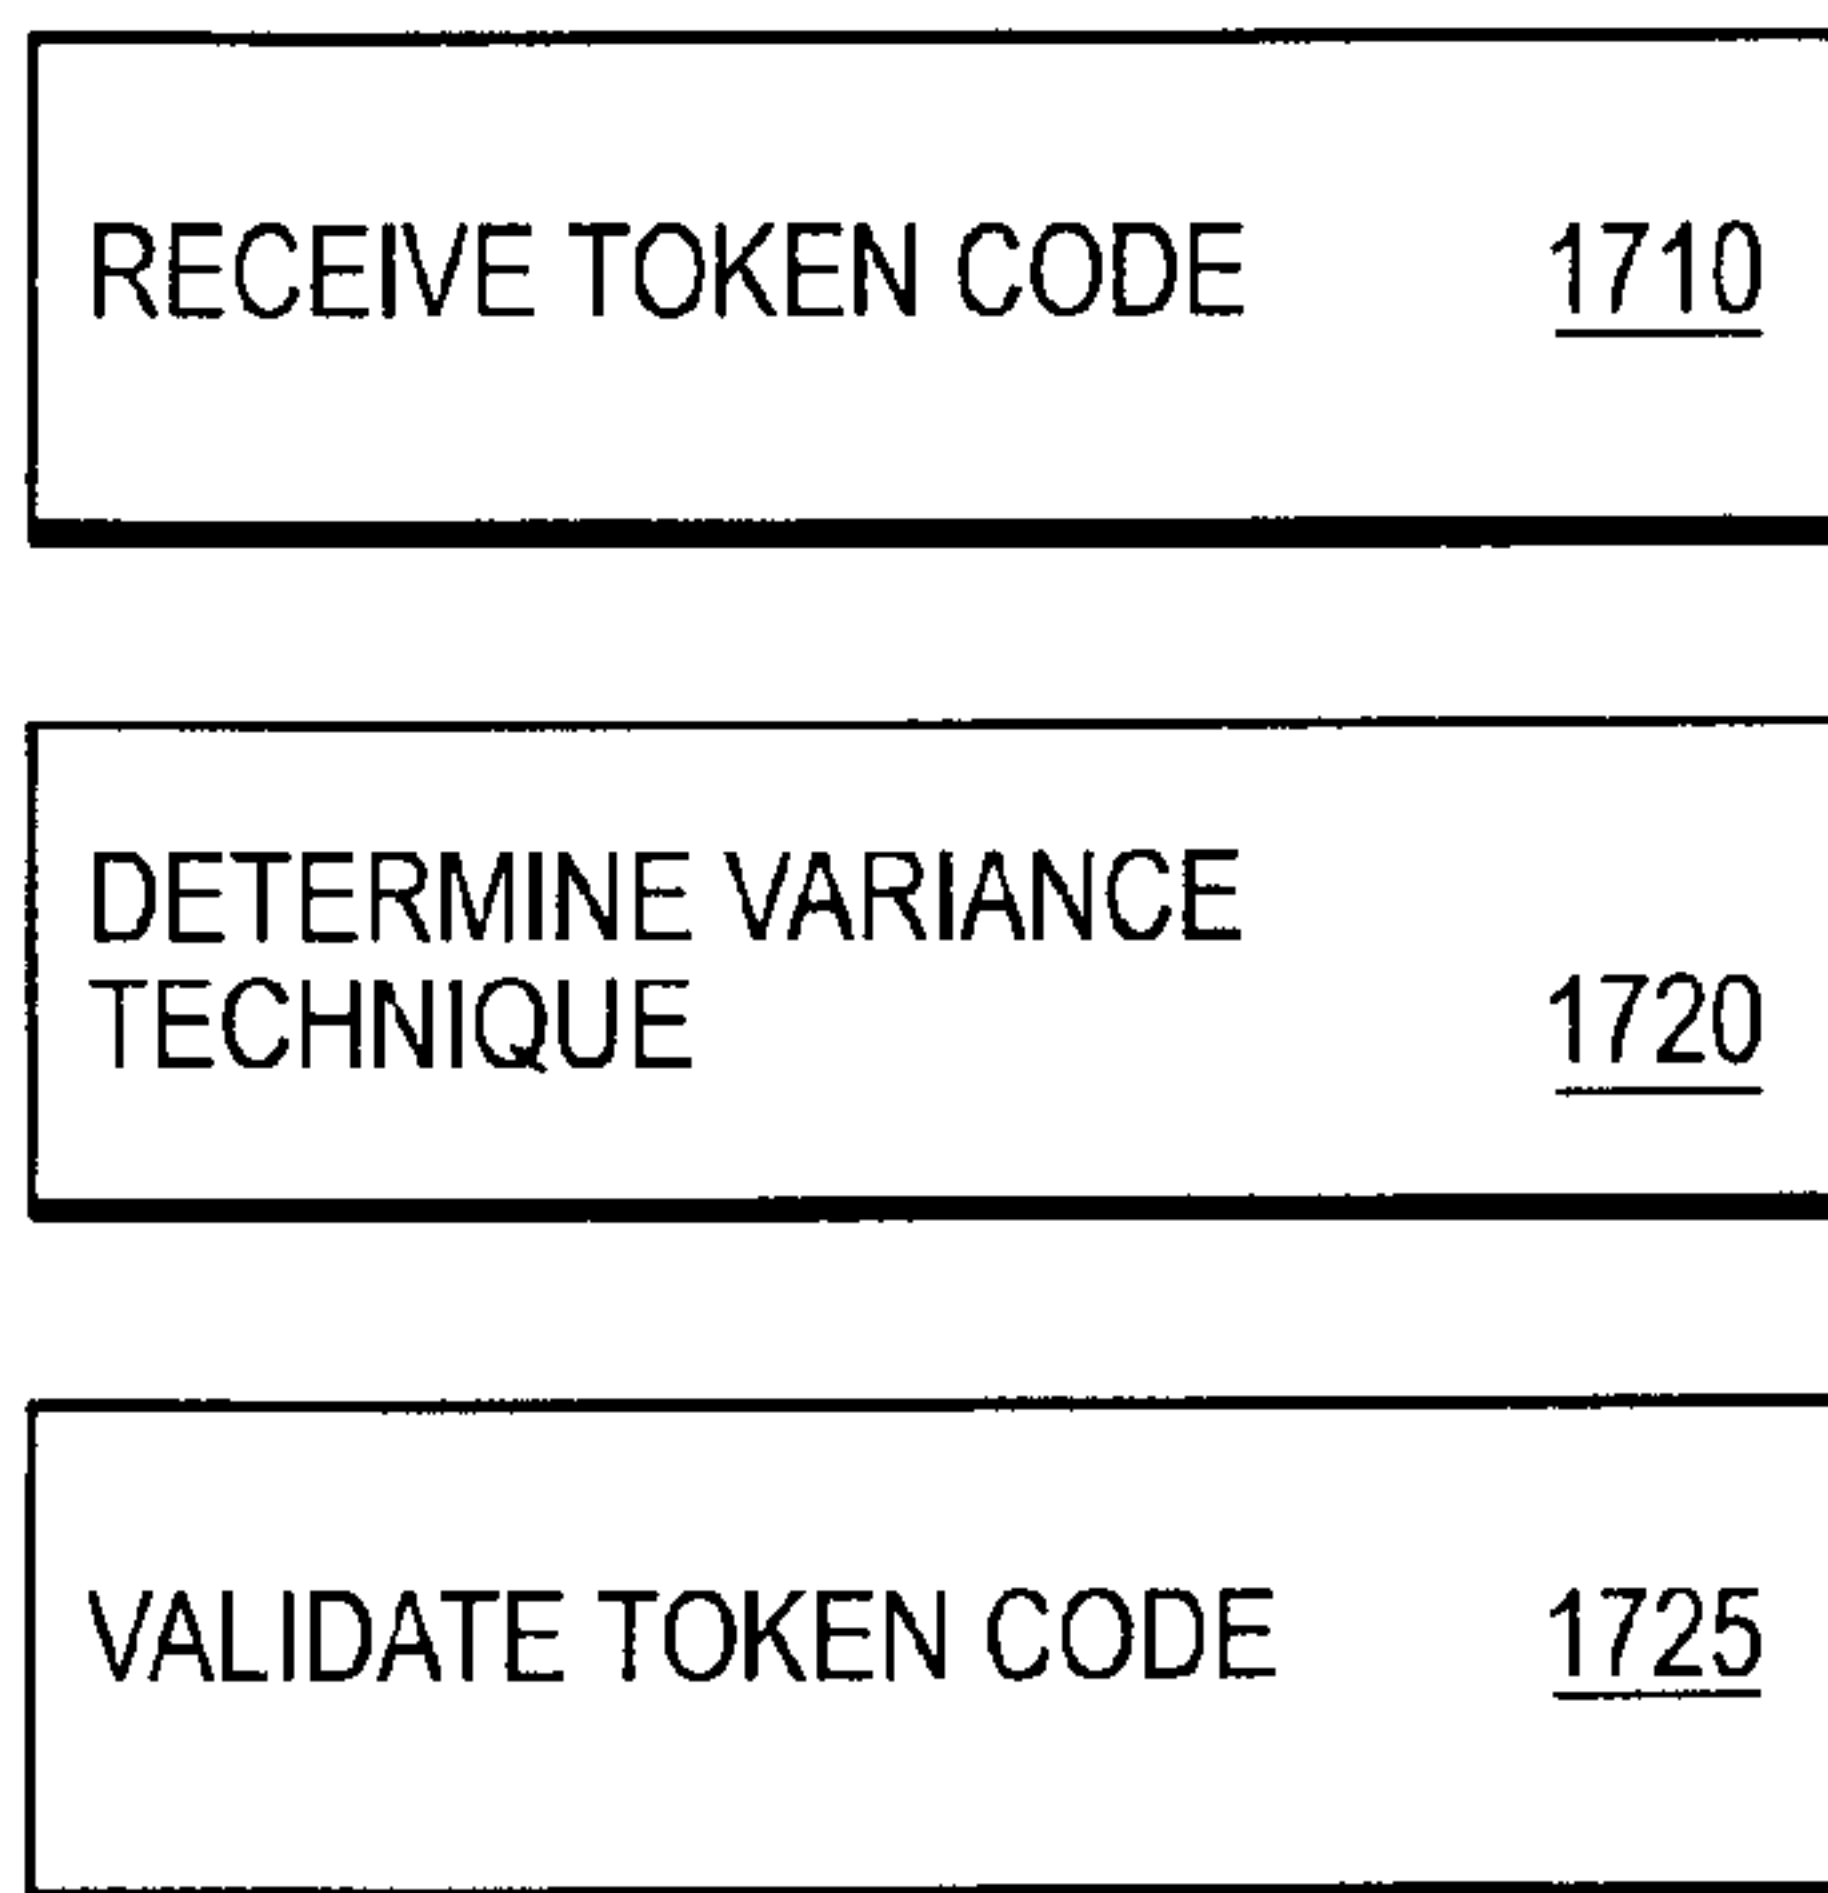 RECEIVE TOKEN CODE 1710
DETERMINE VARIANCE
TECHNIQUE 1720
VALIDATE TOKEN CODE 1725